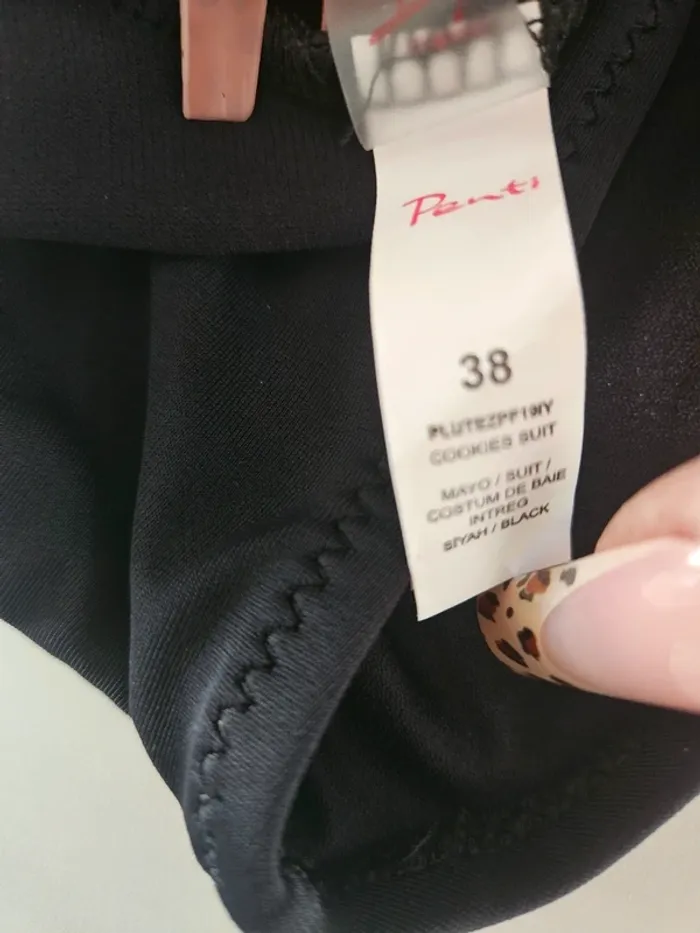 Penti
38
PLUTEZPF19IY
COOKIES SUIT
MAYO / SUIT /
COSTUM DE BAIE
INTREG
SIYAH / BLACK